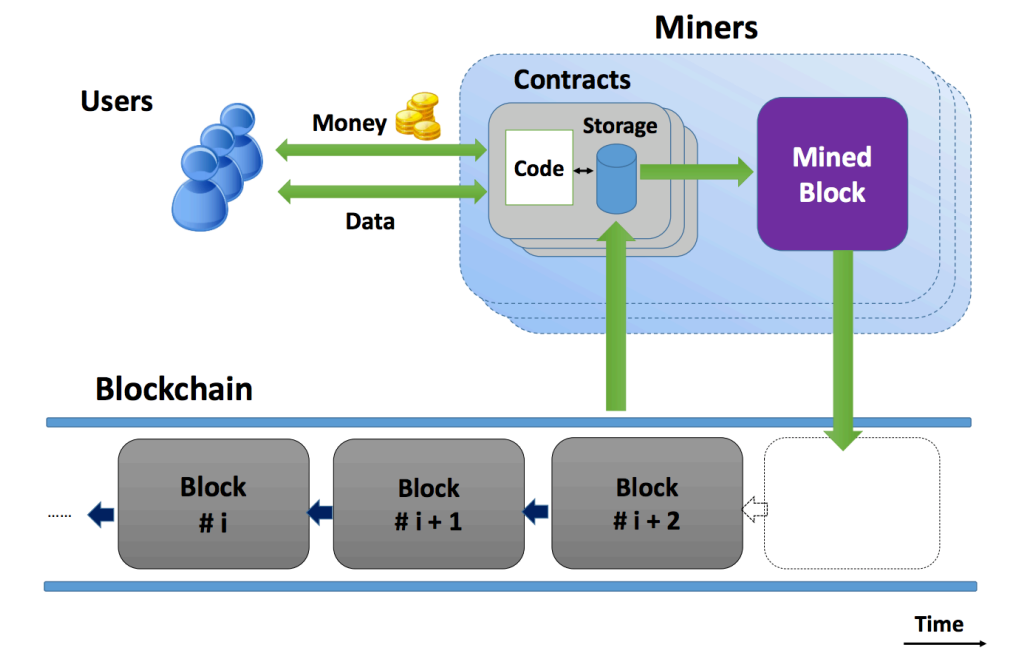 Miners
Contracts
Users
Money
Storage
Code
Mined
Block
Data
Blockchain
Block
# i
Block
# i + 1
Block
# i + 2
......
Time